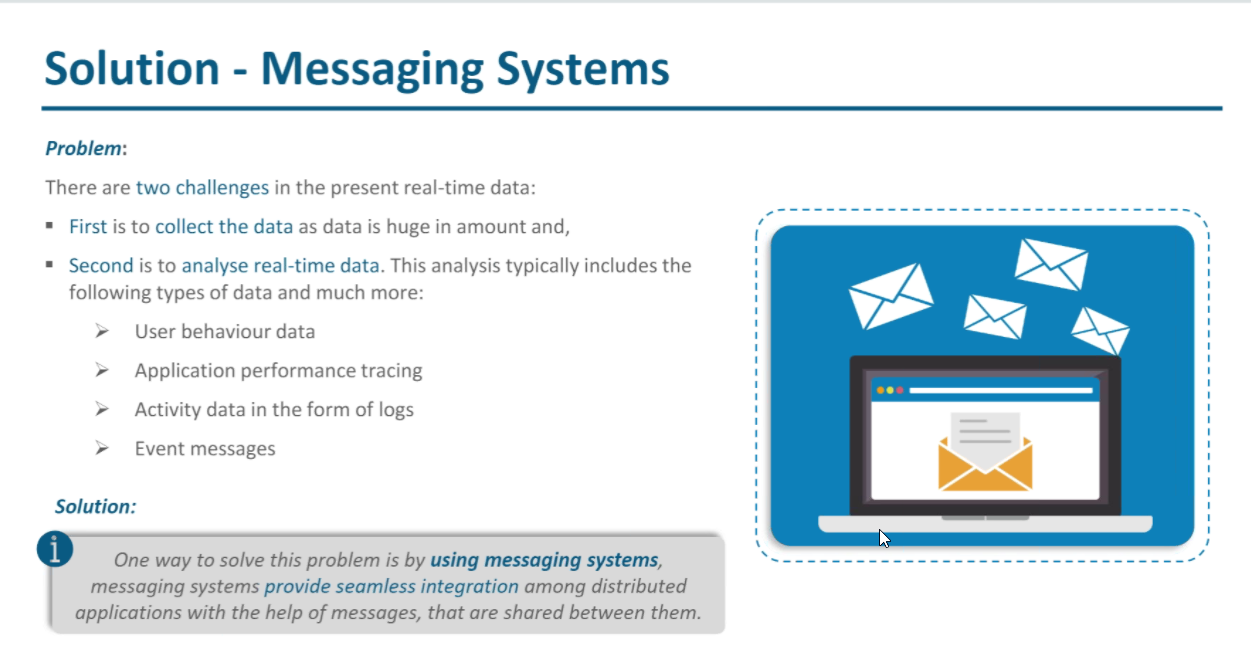 Solution - Messaging Systems
Problem:
There are two challenges in the present real-time data:
▪ First is to collect the data as data is huge in amount and,
▪ Second is to analyse real-time data. This analysis typically includes the
following types of data and much more:
➢ User behaviour data
➢ Application performance tracing
➢ Activity data in the form of logs
➢ Event messages
Solution:
i
One way to solve this problem is by using messaging systems,
messaging systems provide seamless integration among distributed
applications with the help of messages, that are shared between them.